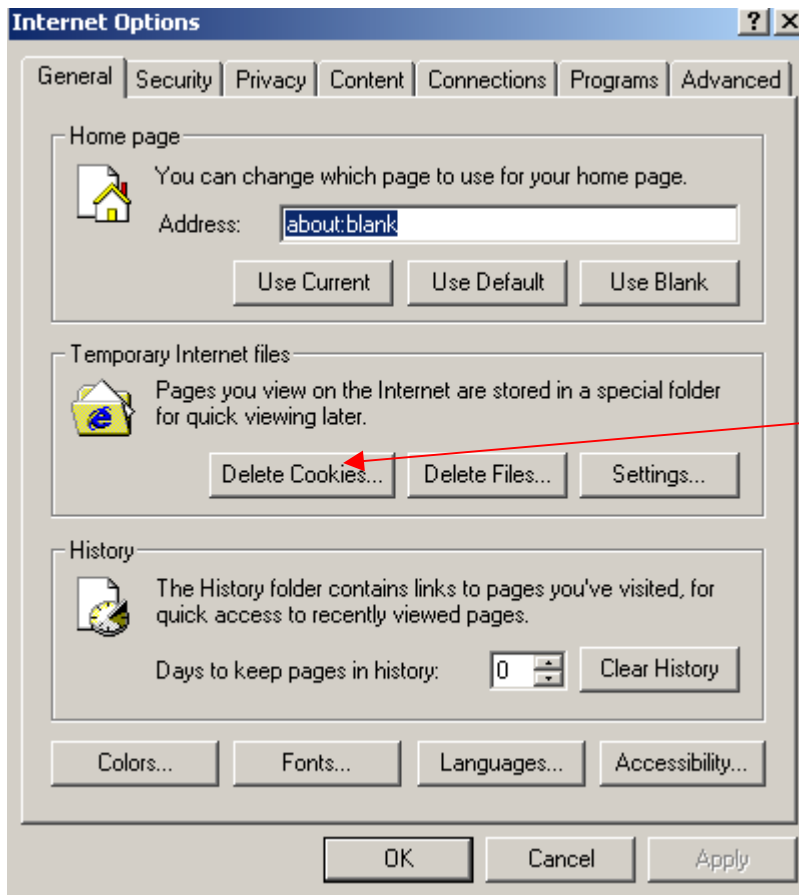 Internet Options
General Security Privacy Content Connections Programs Advanced
Home page
You can change which page to use for your home page.
Address: about:blank
Use Current Use Default Use Blank
Temporary Internet files
Pages you view on the Internet are stored in a special folder
for quick viewing later.
Delete Cookies... Delete Files... Settings...
History
The History folder contains links to pages you've visited, for
quick access to recently viewed pages.
Days to keep pages in history: 0 Clear History
Colors... Fonts... Languages... Accessibility...
OK Cancel Apply